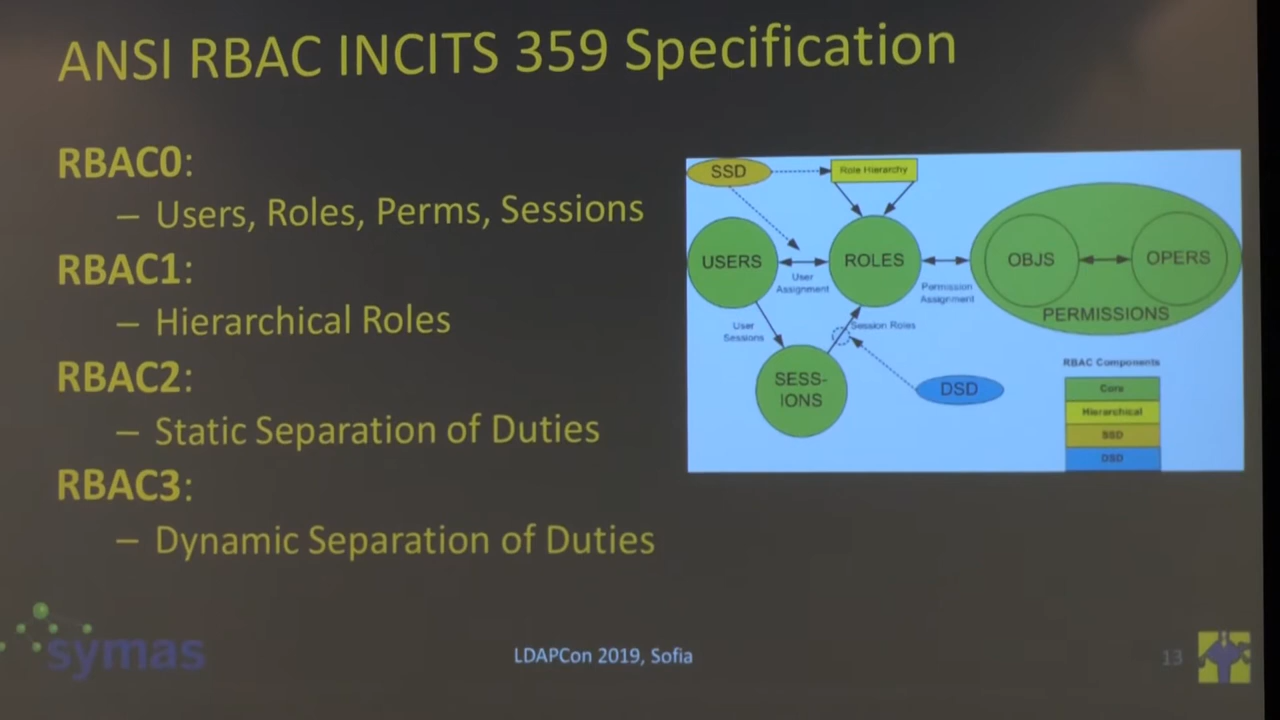 ANSI RBAC INCITS 359 Specification
RBAC0:
– Users, Roles, Perms, Sessions
RBAC1:
– Hierarchical Roles
RBAC2:
– Static Separation of Duties
RBAC3:
– Dynamic Separation of Duties
SSD
Role Hierarchy
USERS
User
Assignment
ROLES
Permission
Assignment
OBJS
OPERS
PERMISSIONS
User
Sessions
Session Roles
SESS-
IONS
DSD
RBAC Components
Core
Hierarchical
SSD
DSD
symas
LDAPCon 2019, Sofia
13